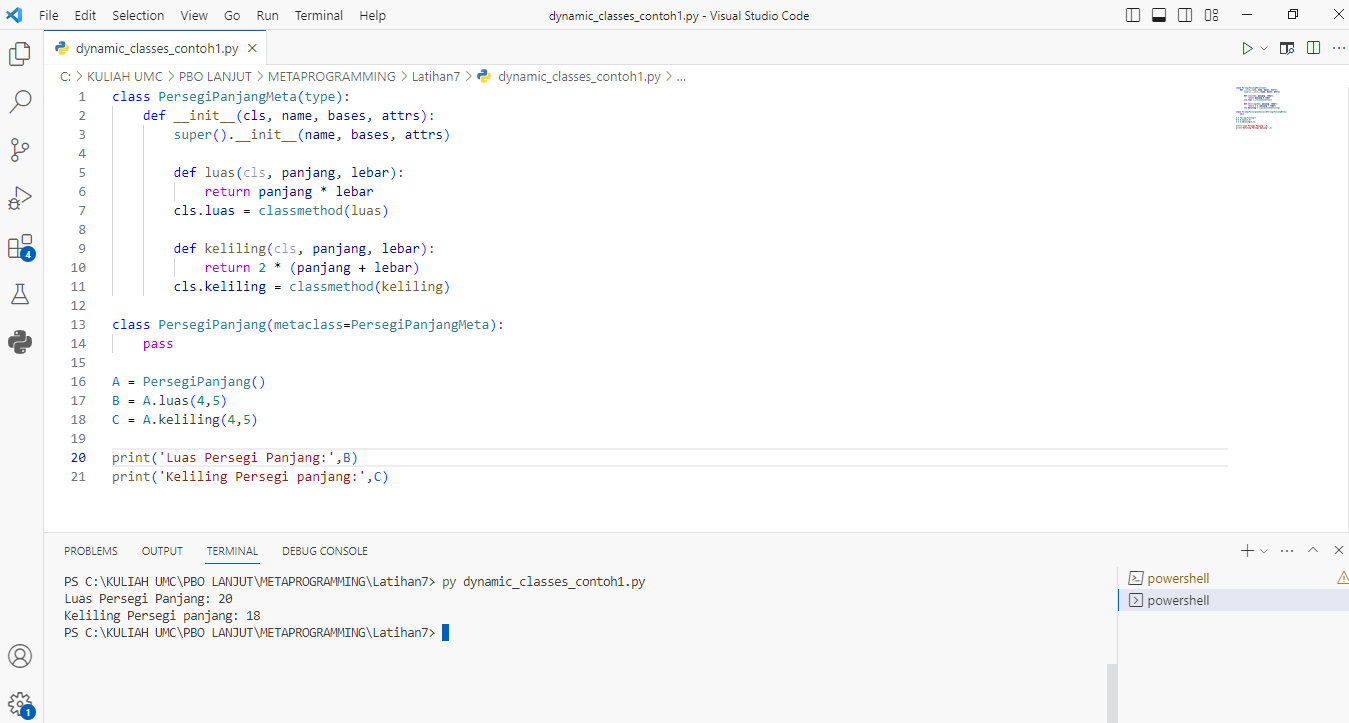 File Edit Selection View Go Run Terminal Help dynamic_classes_contoh1.py - Visual Studio Code
dynamic_classes_contoh1.py
C: > KULIAH UMC > PBO LANJUT > METAPROGRAMMING > Latihan7 > dynamic_classes_contoh1.py > ...
1 class PersegiPanjangMeta(type):
2     def __init__(cls, name, bases, attrs):
3         super().__init__(name, bases, attrs)
4
5         def luas(cls, panjang, lebar):
6             return panjang * lebar
7         cls.luas = classmethod(luas)
8
9         def keliling(cls, panjang, lebar):
10             return 2 * (panjang + lebar)
11         cls.keliling = classmethod(keliling)
12
13 class PersegiPanjang(metaclass=PersegiPanjangMeta):
14     pass
15
16 A = PersegiPanjang()
17 B = A.luas(4,5)
18 C = A.keliling(4,5)
19
20 print('Luas Persegi Panjang:',B)
21 print('Keliling Persegi panjang:',C)
4
1
PROBLEMS OUTPUT TERMINAL DEBUG CONSOLE
PS C:\KULIAH UMC\PBO LANJUT\METAPROGRAMMING\Latihan7> py dynamic_classes_contoh1.py
Luas Persegi Panjang: 20
Keliling Persegi panjang: 18
PS C:\KULIAH UMC\PBO LANJUT\METAPROGRAMMING\Latihan7>
powershell
powershell